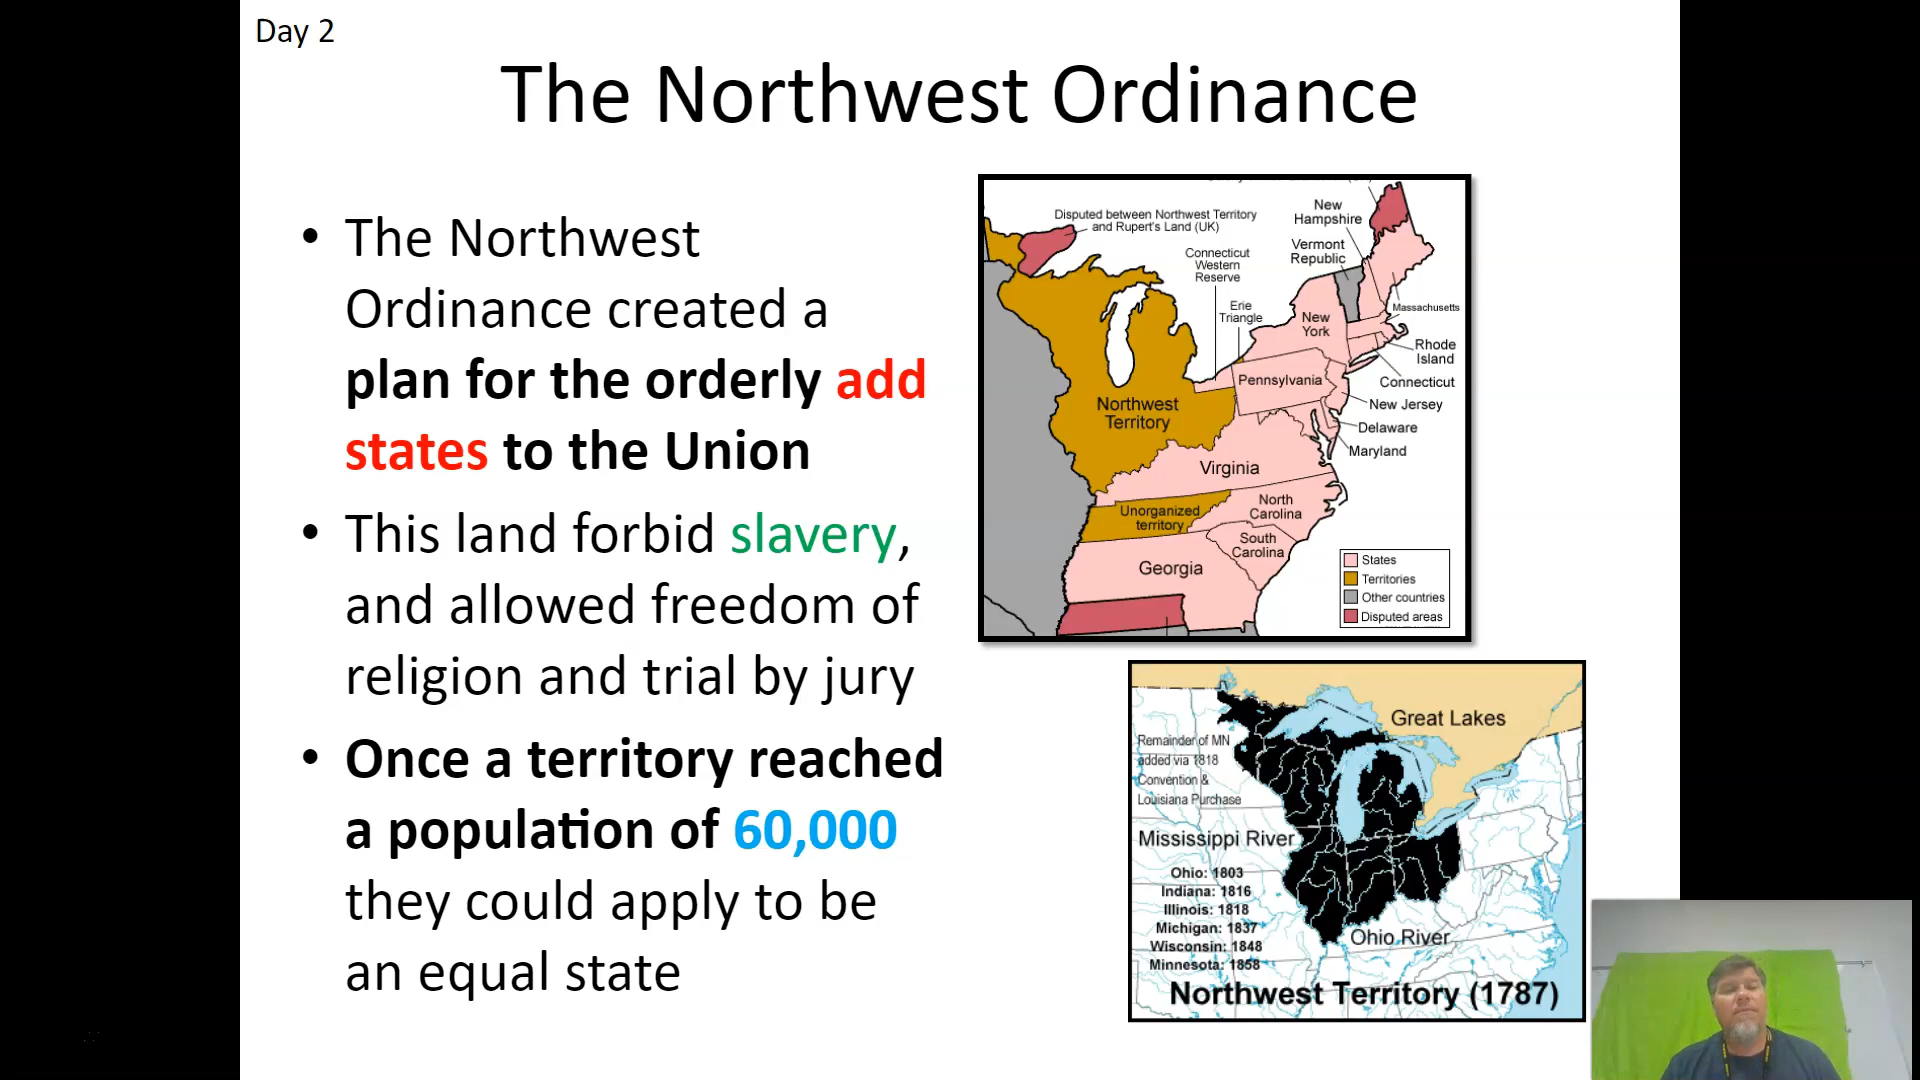 Day 2
The Northwest Ordinance
• The Northwest
Ordinance created a
plan for the orderly add
states to the Union
• This land forbid slavery,
and allowed freedom of
religion and trial by jury
• Once a territory reached
a population of 60,000
they could apply to be
an equal state
Disputed between Northwest Territory
and Rupert's Land (UK)
Connecticut
Western
Reserve
Erie
Triangle
New
Hampshire
Vermont
Republic
New
York
Massachusetts
Rhode
Island
Connecticut
New Jersey
Delaware
Maryland
Pennsylvania
Northwest
Territory
Virginia
Unorganized
territory
North
Carolina
South
Carolina
Georgia
States
Territories
Other countries
Disputed areas
Great Lakes
Remainder of MN
added via 1818
Convention &
Louisiana Purchase
Mississippi River
Ohio: 1803
Indiana: 1816
Illinois: 1818
Michigan: 1837
Wisconsin: 1848
Minnesota: 1858
Ohio River
Northwest Territory (1787)